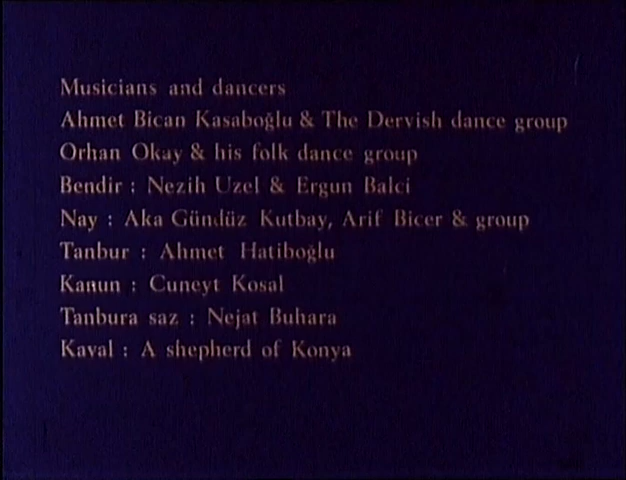 Musicians and dancers
Ahmet Bican Kasaboğlu & The Dervish dance group
Orhan Okay & his folk dance group
Bendir : Nezih Uzel & Ergun Balci
Nay : Aka Gündüz Kutbay, Arif Bicer & group
Tanbur : Ahmet Hatiboğlu
Kanun : Cuneyt Kosal
Tanbura saz : Nejat Buhara
Kaval : A shepherd of Konya